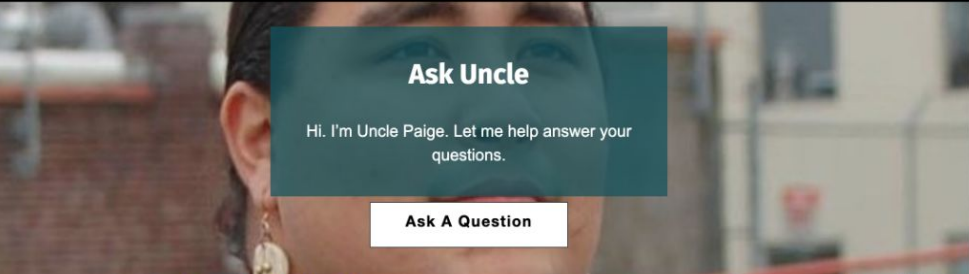 Ask Uncle
Hi. I'm Uncle Paige. Let me help answer your
questions.
Ask A Question